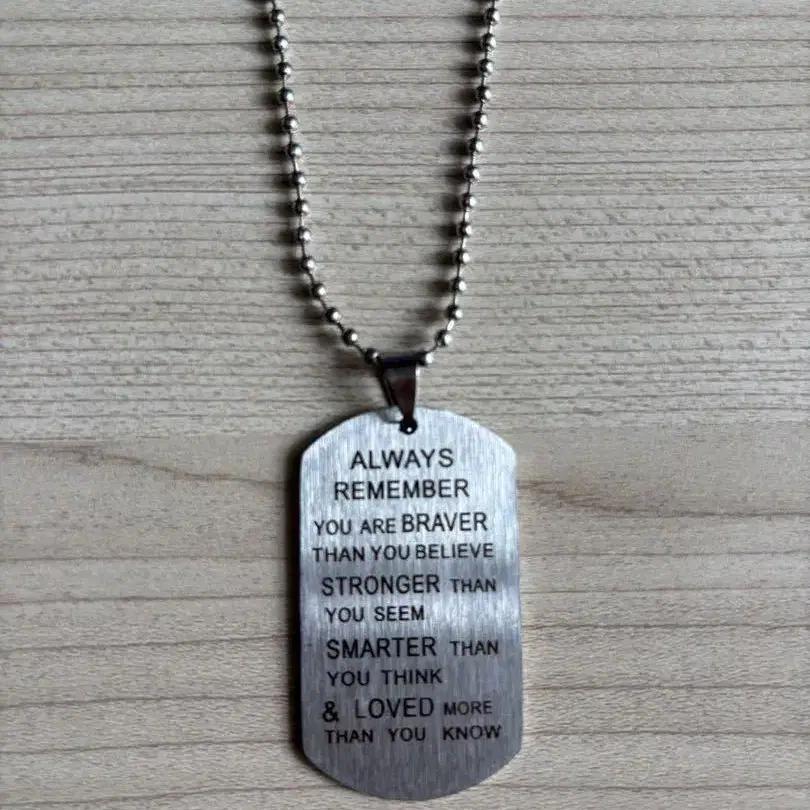 ALWAYS
REMEMBER
YOU ARE BRAVER
THAN YOU BELIEVE
STRONGER THAN
YOU SEEM
SMARTER THAN
YOU THINK
& LOVED MORE
THAN YOU KNOW